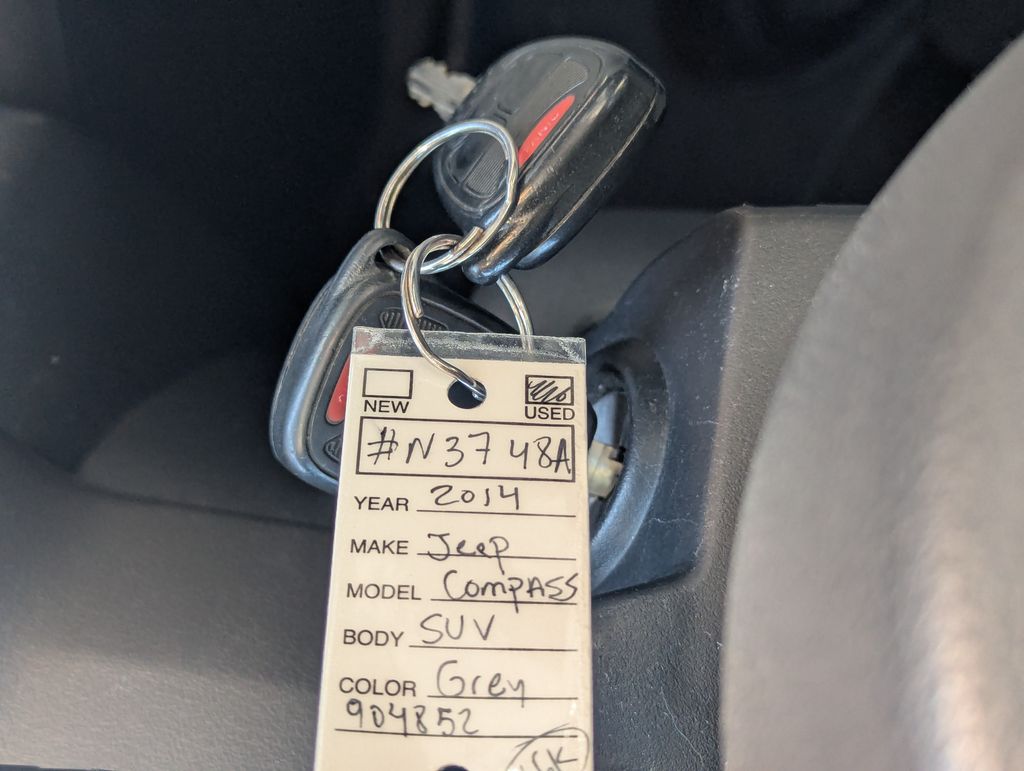 NEW USED
#N3748A
YEAR 2014
MAKE Jeep
MODEL Compass
BODY SUV
COLOR Grey
904852